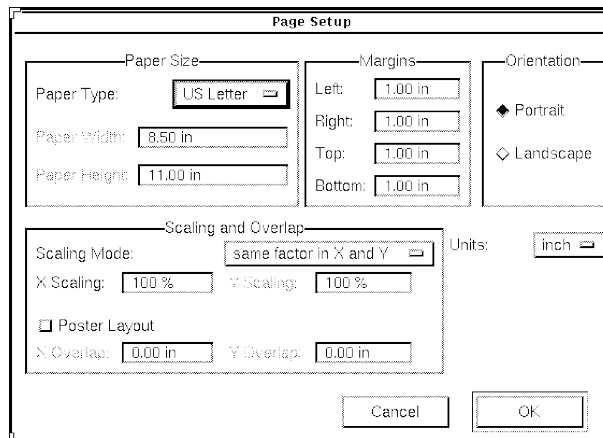 Page Setup
Paper Size
Paper Type: US Letter
Paper Width: 8.50 in
Paper Height: 11.00 in
Margins
Left: 1.00 in
Right: 1.00 in
Top: 1.00 in
Bottom: 1.00 in
Orientation
Portrait
Landscape
Scaling and Overlap
Scaling Mode: same factor in X and Y
X Scaling: 100 % Y Scaling: 100 %
Poster Layout
X Overlap: 0.00 in Y Overlap: 0.00 in
Units: inch
Cancel OK